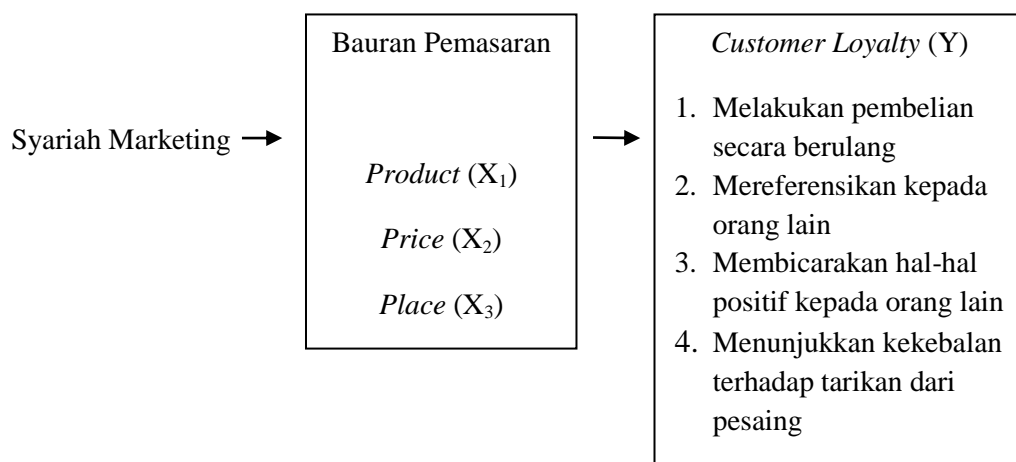 Syariah Marketing
Bauran Pemasaran
Product (X₁)
Price (X₂)
Place (X₃)
Customer Loyalty (Y)
1. Melakukan pembelian
secara berulang
2. Mereferensikan kepada
orang lain
3. Membicarakan hal-hal
positif kepada orang lain
4. Menunjukkan kekebalan
terhadap tarikan dari
pesaing